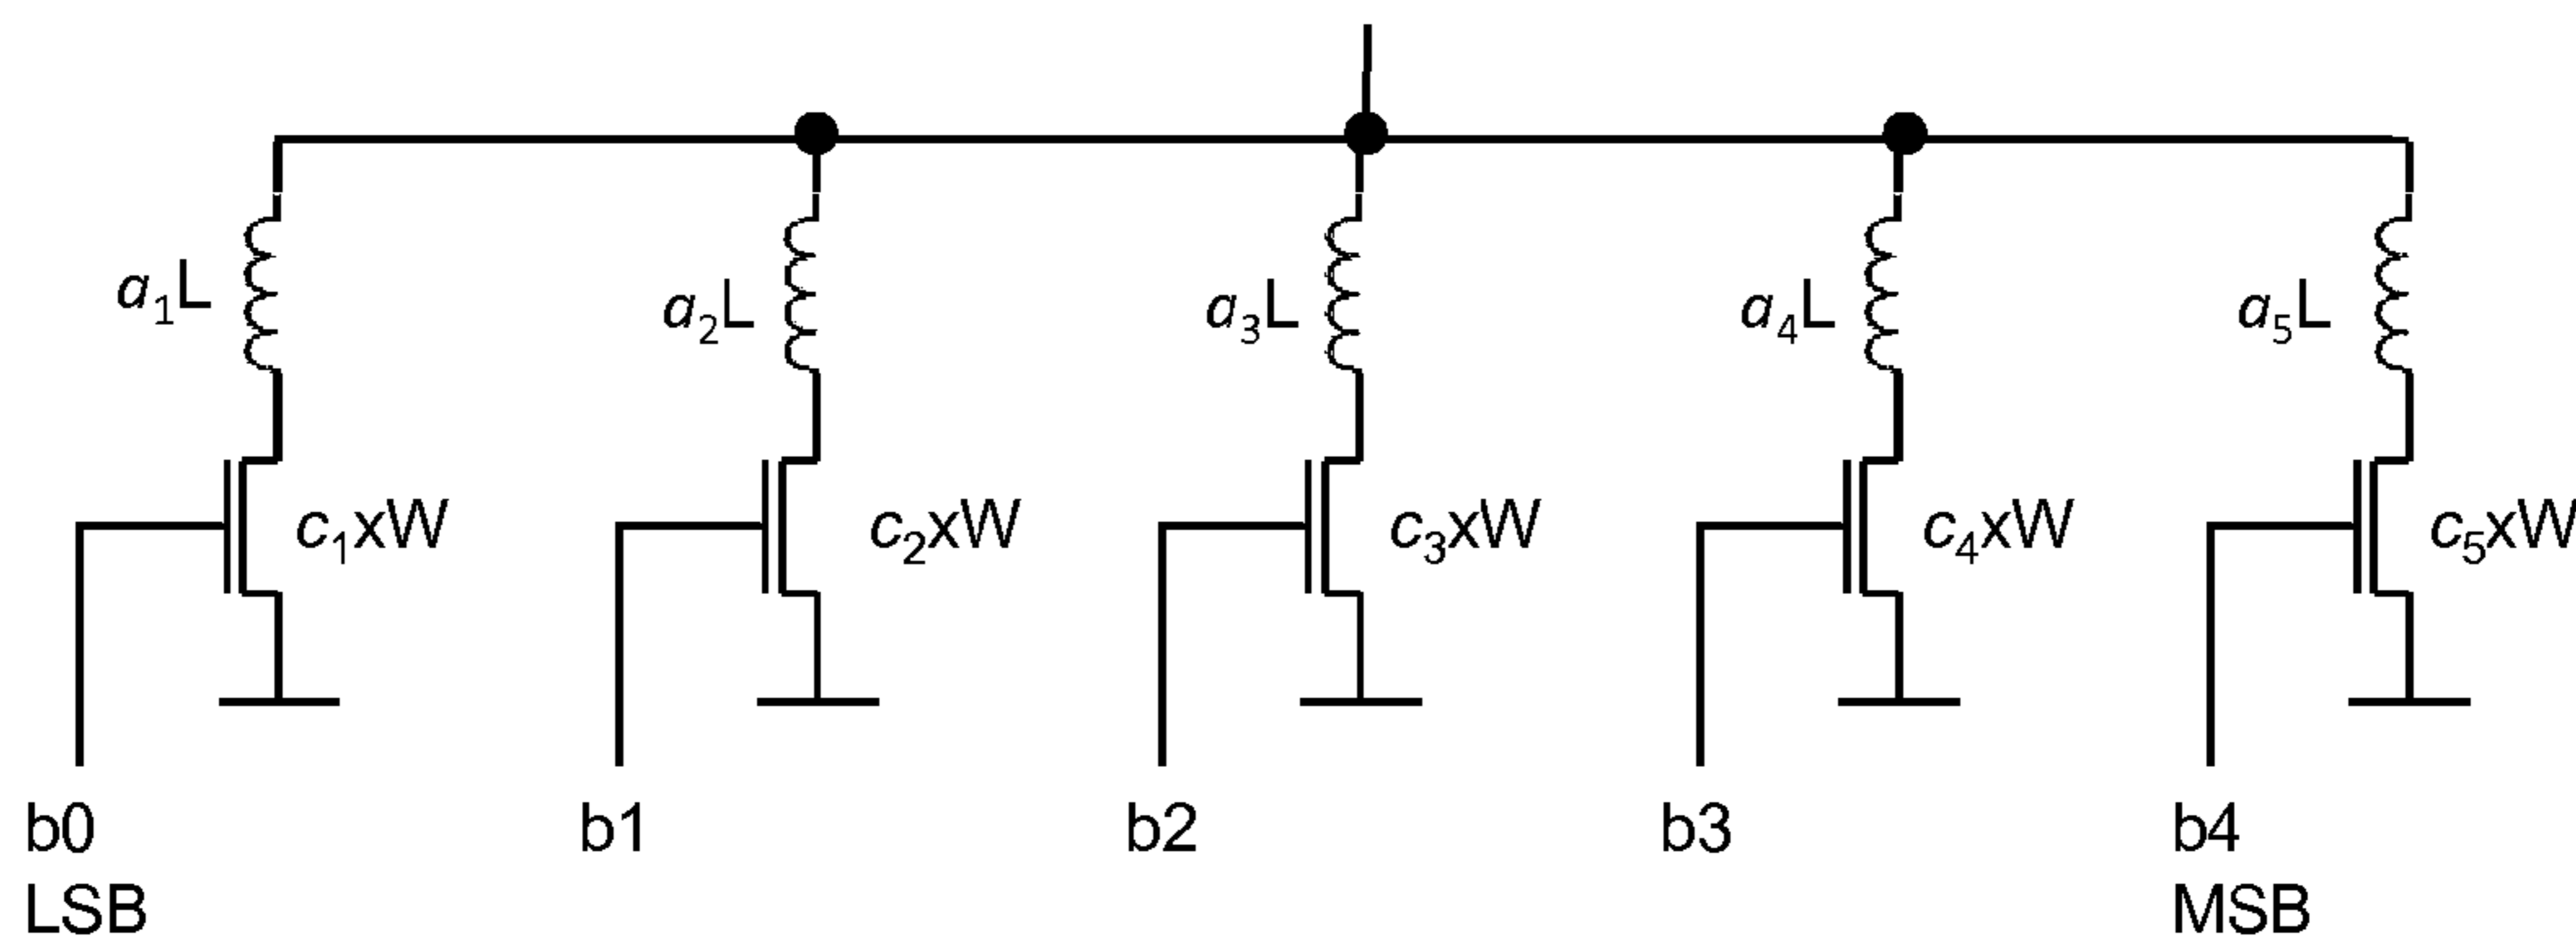 a₁L
a₂L
a₃L
a₄L
a₅L
c₁xW
c₂xW
c₃xW
c₄xW
c₅xW
b0
b1
b2
b3
b4
LSB
MSB